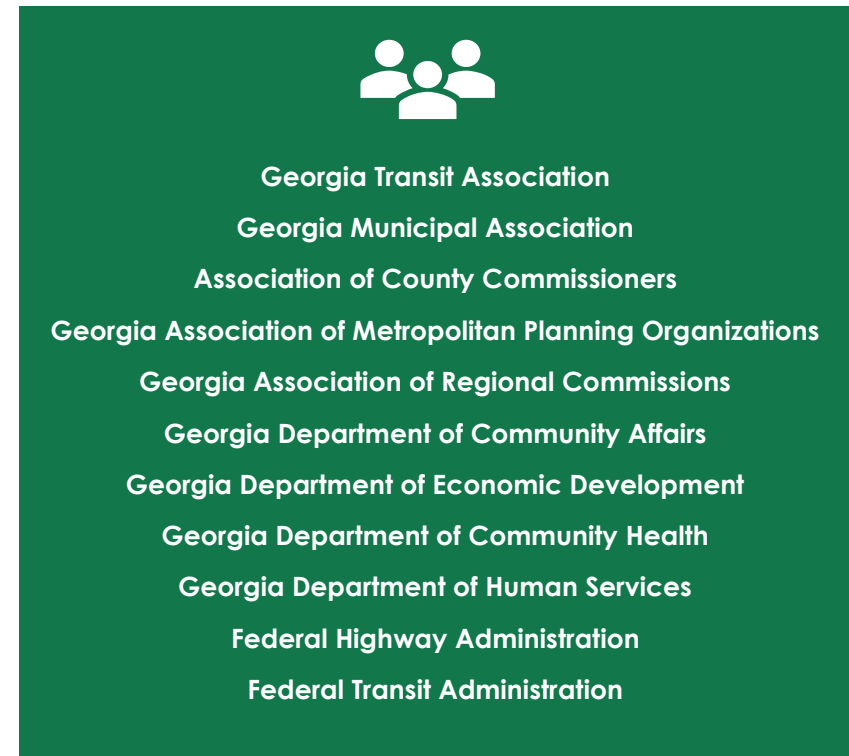 Georgia Transit Association
Georgia Municipal Association
Association of County Commissioners
Georgia Association of Metropolitan Planning Organizations
Georgia Association of Regional Commissions
Georgia Department of Community Affairs
Georgia Department of Economic Development
Georgia Department of Community Health
Georgia Department of Human Services
Federal Highway Administration
Federal Transit Administration